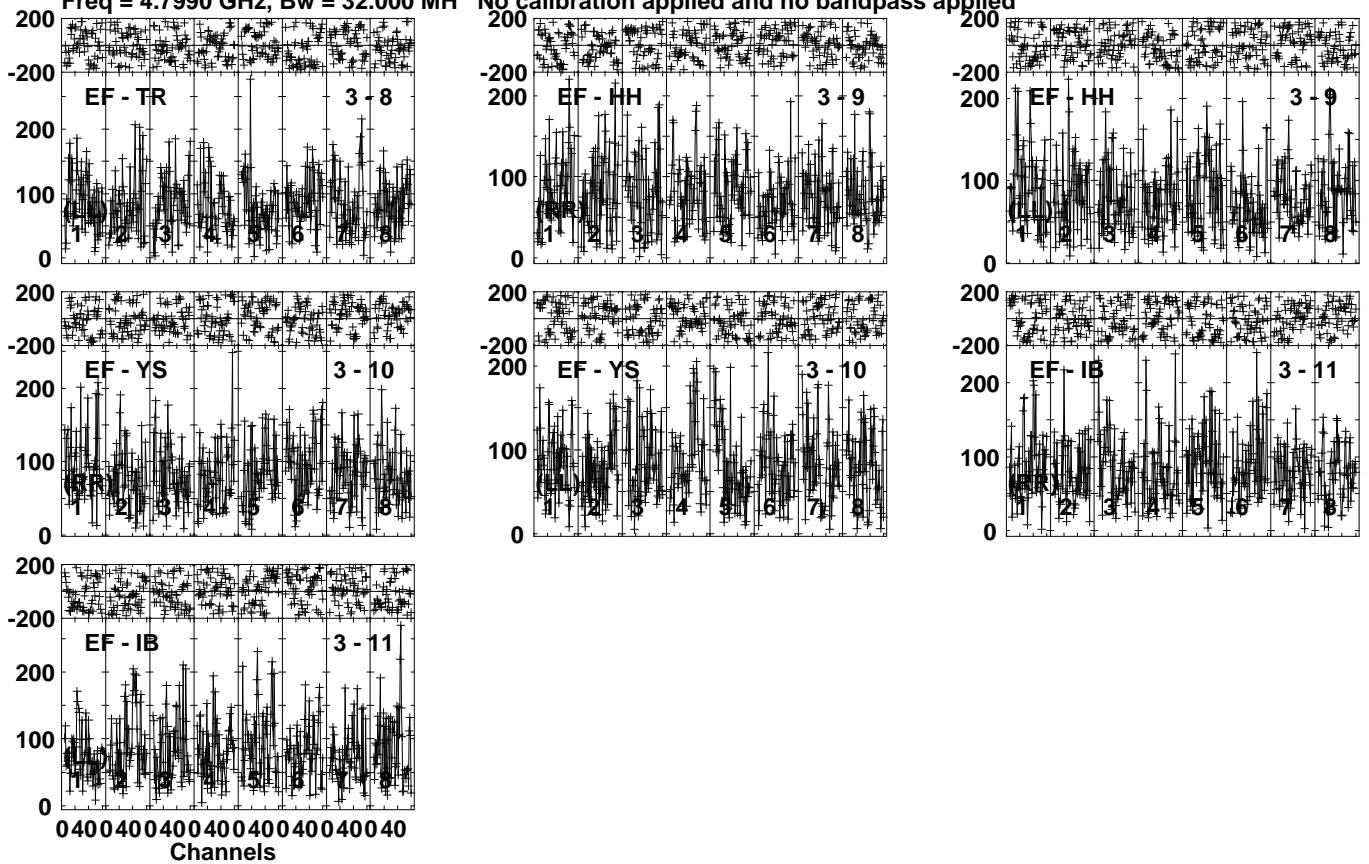 Freq = 4.7990 GHz, Bw = 32.000 MH No calibration applied and no bandpass applied
200
-200
EF - TR 3 - 8
200
100
0
(LL)
1 2 3 4 5 6 7 8
200
-200
EF - HH 3 - 9
200
100
0
(RR)
1 2 3 4 5 6 7 8
200
-200
EF - HH 3 - 9
200
100
0
(LL)
1 2 3 4 5 6 7 8
200
-200
EF - YS 3 - 10
200
100
0
(RR)
1 2 3 4 5 6 7 8
200
-200
EF - YS 3 - 10
200
100
0
(LL)
1 2 3 4 5 6 7 8
200
-200
EF - IB 3 - 11
200
100
0
(RR)
1 2 3 4 5 6 7 8
200
-200
EF - IB 3 - 11
200
100
0
(LL)
1 2 3 4 5 6 7 8
0 40 0 40 0 40 0 40 0 40 0 40 0 40 0 40
Channels